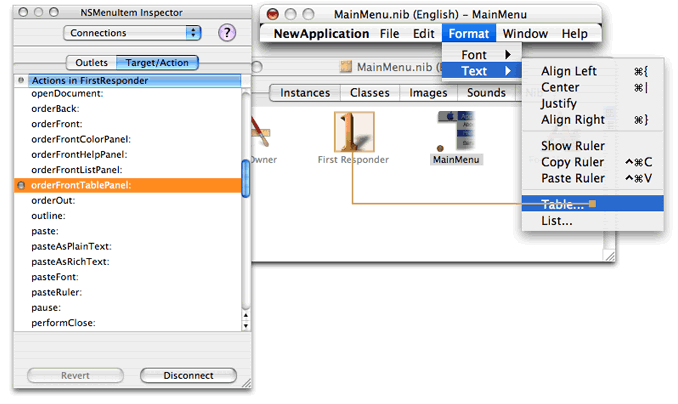 NSMenuItem Inspector
Connections
?
Outlets Target/Action
Actions in FirstResponder
openDocument:
orderBack:
orderFront:
orderFrontColorPanel:
orderFrontHelpPanel:
orderFrontListPanel:
orderFrontTablePanel:
orderOut:
outline:
paste:
pasteAsPlainText:
pasteAsRichText:
pasteFont:
pasteRuler:
pause:
performClose:
Revert Disconnect
MainMenu.nib (English) – MainMenu
NewApplication File Edit Format Window Help
Font
Text
MainMenu.nib (E
Instances Classes Images Sounds
Owner First Responder MainMenu
1
Align Left ⌘{
Center ⌘|
Justify
Align Right ⌘}
Show Ruler
Copy Ruler ^⌘C
Paste Ruler ^⌘V
Table...
List...